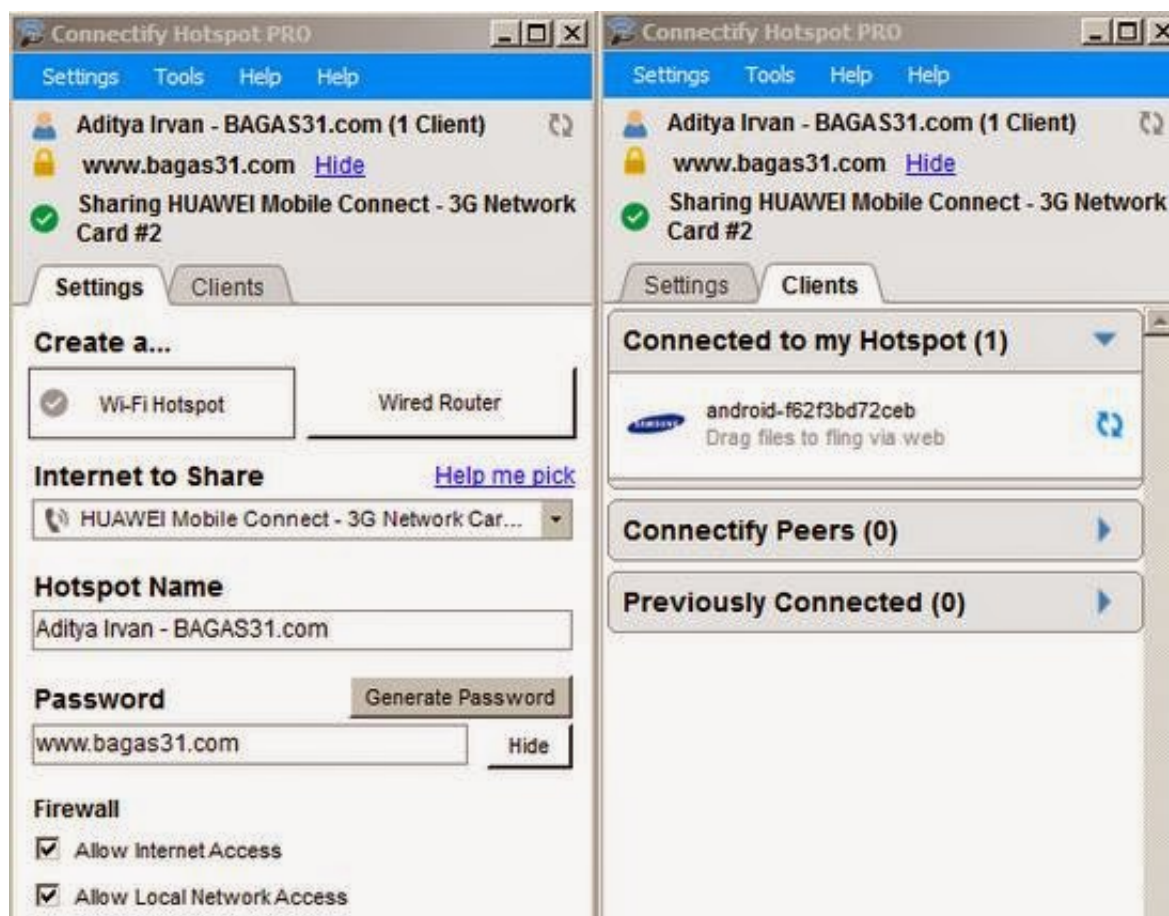 Connectify Hotspot PRO
Settings Tools Help Help
Aditya Irvan - BAGAS31.com (1 Client)
www.bagas31.com Hide
Sharing HUAWEI Mobile Connect - 3G Network
Card #2
Settings Clients
Create a...
Wi-Fi Hotspot Wired Router
Internet to Share Help me pick
HUAWEI Mobile Connect - 3G Network Car...
Hotspot Name
Aditya Irvan - BAGAS31.com
Password Generate Password
www.bagas31.com Hide
Firewall
Allow Internet Access
Allow Local Network Access
Connectify Hotspot PRO
Settings Tools Help Help
Aditya Irvan - BAGAS31.com (1 Client)
www.bagas31.com Hide
Sharing HUAWEI Mobile Connect - 3G Network
Card #2
Settings Clients
Connected to my Hotspot (1)
SAMSUNG
android-f62f3bd72ceb
Drag files to fling via web
Connectify Peers (0)
Previously Connected (0)